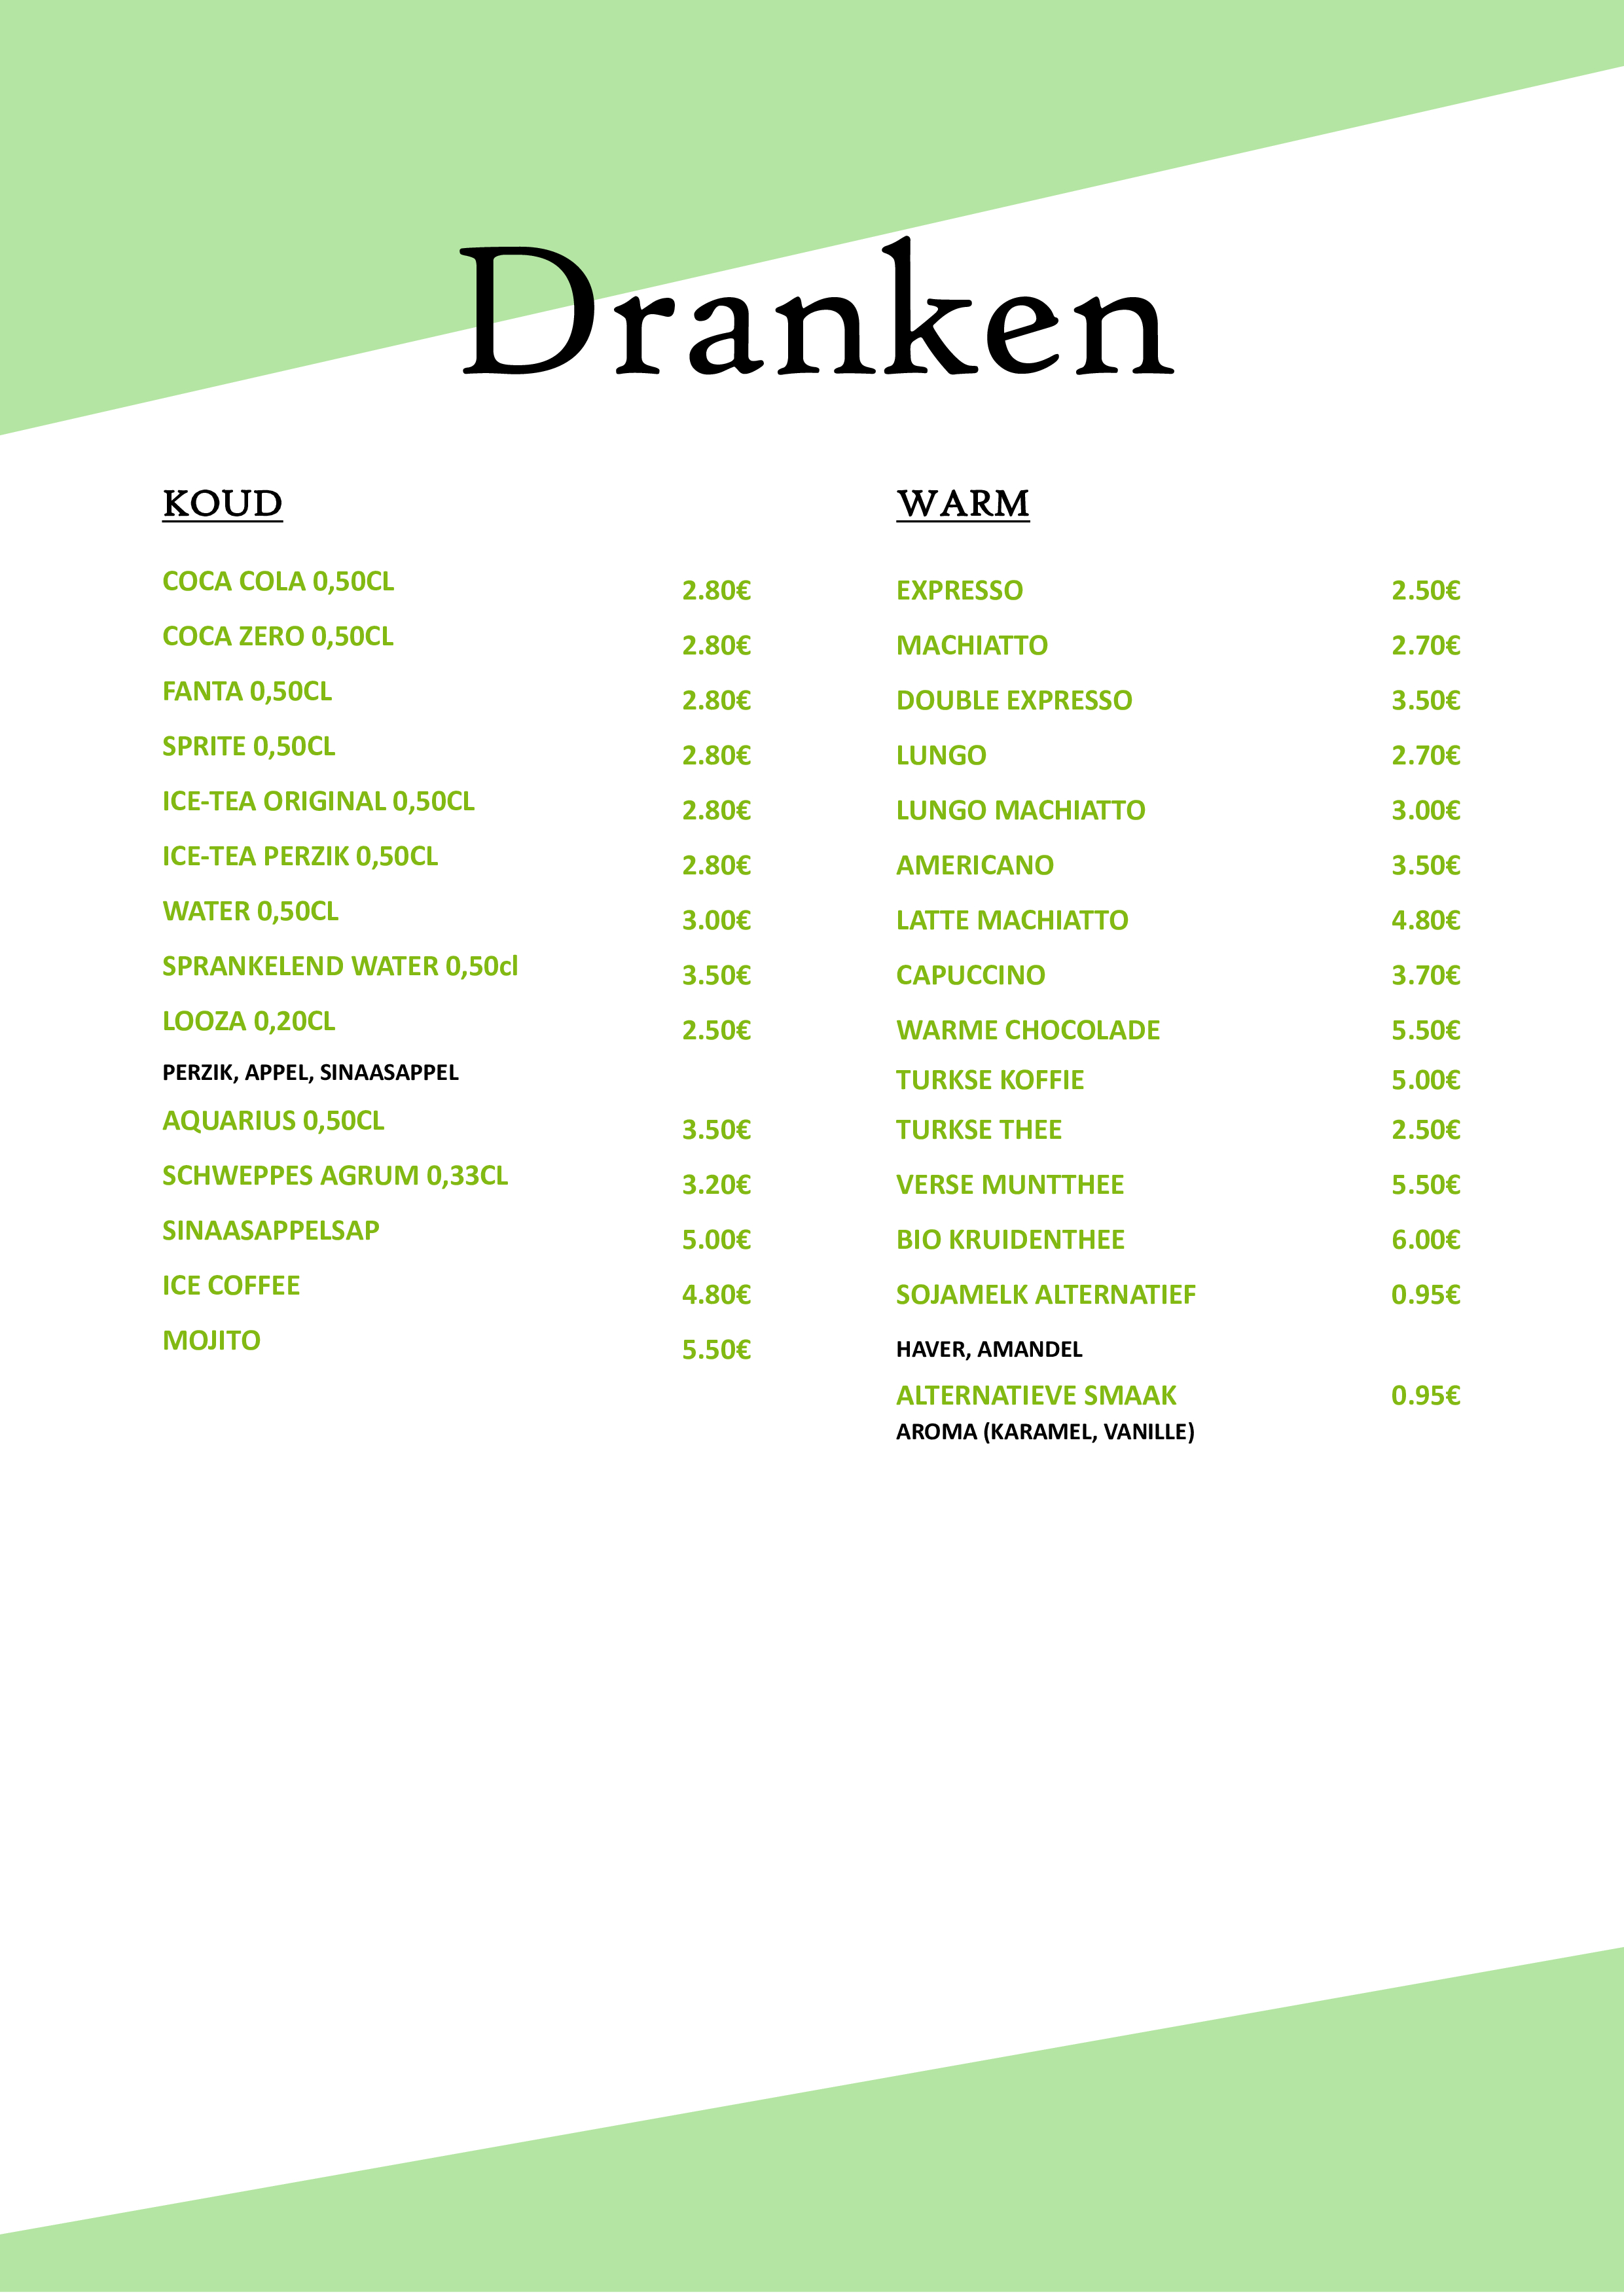 Dranken
KOUD
COCA COLA 0,50CL 2.80€
COCA ZERO 0,50CL 2.80€
FANTA 0,50CL 2.80€
SPRITE 0,50CL 2.80€
ICE-TEA ORIGINAL 0,50CL 2.80€
ICE-TEA PERZIK 0,50CL 2.80€
WATER 0,50CL 3.00€
SPRANKELEND WATER 0,50cl 3.50€
LOOZA 0,20CL 2.50€
PERZIK, APPEL, SINAASAPPEL
AQUARIUS 0,50CL 3.50€
SCHWEPPES AGRUM 0,33CL 3.20€
SINAASAPPELSAP 5.00€
ICE COFFEE 4.80€
MOJITO 5.50€
WARM
EXPRESSO 2.50€
MACHIATTO 2.70€
DOUBLE EXPRESSO 3.50€
LUNGO 2.70€
LUNGO MACHIATTO 3.00€
AMERICANO 3.50€
LATTE MACHIATTO 4.80€
CAPUCCINO 3.70€
WARME CHOCOLADE 5.50€
TURKSE KOFFIE 5.00€
TURKSE THEE 2.50€
VERSE MUNTTHEE 5.50€
BIO KRUIDENTHEE 6.00€
SOJAMELK ALTERNATIEF 0.95€
HAVER, AMANDEL
ALTERNATIEVE SMAAK 0.95€
AROMA (KARAMEL, VANILLE)